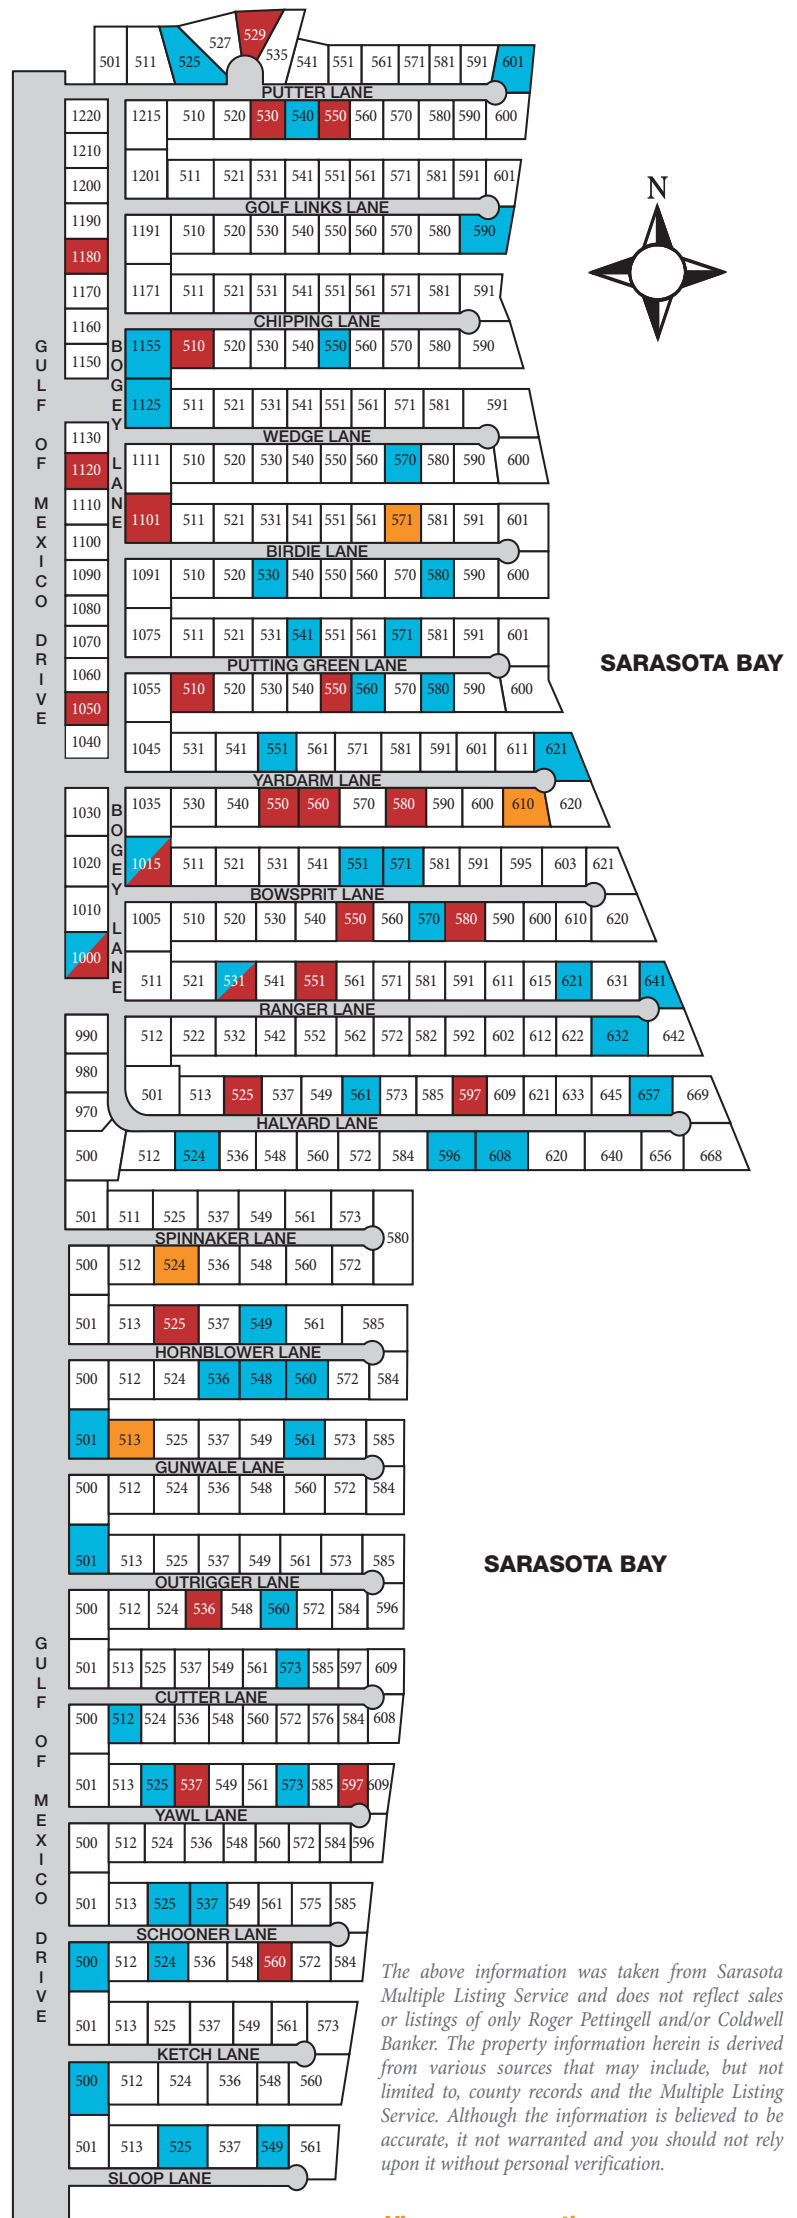 501 511 525 527 529 535 541 551 561 571 581 591 601
PUTTER LANE
1220 1215 510 520 530 540 550 560 570 580 590 600
1210
1200 1201 511 521 531 541 551 561 571 581 591 601
GOLF LINKS LANE
1190 1191 510 520 530 540 550 560 570 580 590
1180
1170 1171 511 521 531 541 551 561 571 581 591
CHIPPING LANE
1160
1150 1155 510 520 530 540 550 560 570 580 590
1125 511 521 531 541 551 561 571 581 591
WEDGE LANE
1130
1120 1111 510 520 530 540 550 560 570 580 590 600
1110 1101 511 521 531 541 551 561 571 581 591 601
BIRDIE LANE
1100
1090 1091 510 520 530 540 550 560 570 580 590 600
1080
1070 1075 511 521 531 541 551 561 571 581 591 601
PUTTING GREEN LANE
1060
1050 1055 510 520 530 540 550 560 570 580 590 600
1040 1045 531 541 551 561 571 581 591 601 611 621
YARDARM LANE
1030 1035 530 540 550 560 570 580 590 600 610 620
1020 1015 511 521 531 541 551 571 581 591 595 603 621
BOWSPRIT LANE
1010 1005 510 520 530 540 550 560 570 580 590 600 610 620
1000 511 521 531 541 551 561 571 581 591 611 615 621 631 641
RANGER LANE
990 512 522 532 542 552 562 572 582 592 602 612 622 632 642
980
970 501 513 525 537 549 561 573 585 597 609 621 633 645 657 669
HALYARD LANE
500 512 524 536 548 560 572 584 596 608 620 640 656 668
501 511 525 537 549 561 573 580
SPINNAKER LANE
500 512 524 536 548 560 572
501 513 525 537 549 561 585
HORNBLOWER LANE
500 512 524 536 548 560 572 584
501 513 525 537 549 561 573 585
GUNWALE LANE
500 512 524 536 548 560 572 584
501 513 525 537 549 561 573 585
OUTRIGGER LANE
500 512 524 536 548 560 572 584 596
501 513 525 537 549 561 573 585 597 609
CUTTER LANE
500 512 524 536 548 560 572 576 584 608
501 513 525 537 549 561 573 585 597 609
YAWL LANE
500 512 524 536 548 560 572 584 596
501 513 525 537 549 561 575 585
SCHOONER LANE
500 512 524 536 548 560 572 584
501 513 525 537 549 561 573
KETCH LANE
500 512 524 536 548 560
501 513 525 537 549 561
SLOOP LANE
GULF OF MEXICO DRIVE
BOGEY LANE
BOGEY LANE
GULF OF MEXICO DRIVE
N
SARASOTA BAY
SARASOTA BAY
The above information was taken from Sarasota
Multiple Listing Service and does not reflect sales
or listings of only Roger Pettingell and/or Coldwell
Banker. The property information herein is derived
from various sources that may include, but not
limited to, county records and the Multiple Listing
Service. Although the information is believed to be
accurate, it not warranted and you should not rely
upon it without personal verification.